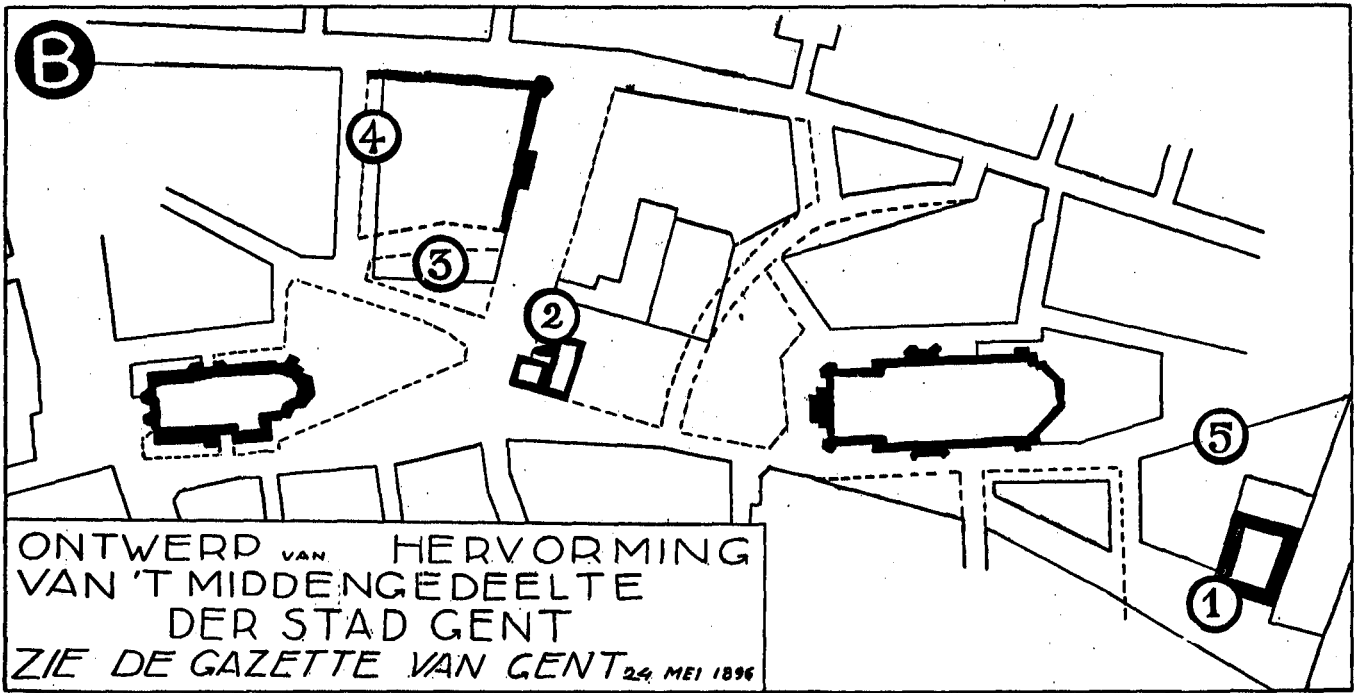 B
4
3
2
5
1
ONTWERP VAN HERVORMING
VAN 'T MIDDENGEDEELTE
DER STAD GENT
ZIE DE GAZETTE VAN GENT 24 MEI 1896